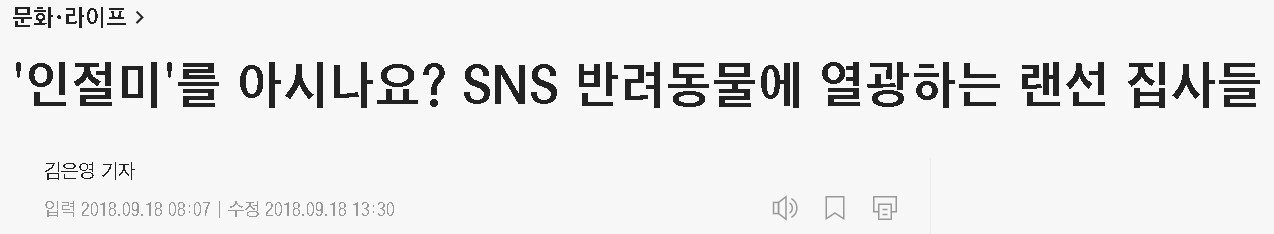 문화·라이프 >
'인절미'를 아시나요? SNS 반려동물에 열광하는 랜선 집사들
김은영 기자
입력 2018.09.18 08:07 | 수정 2018.09.18 13:30